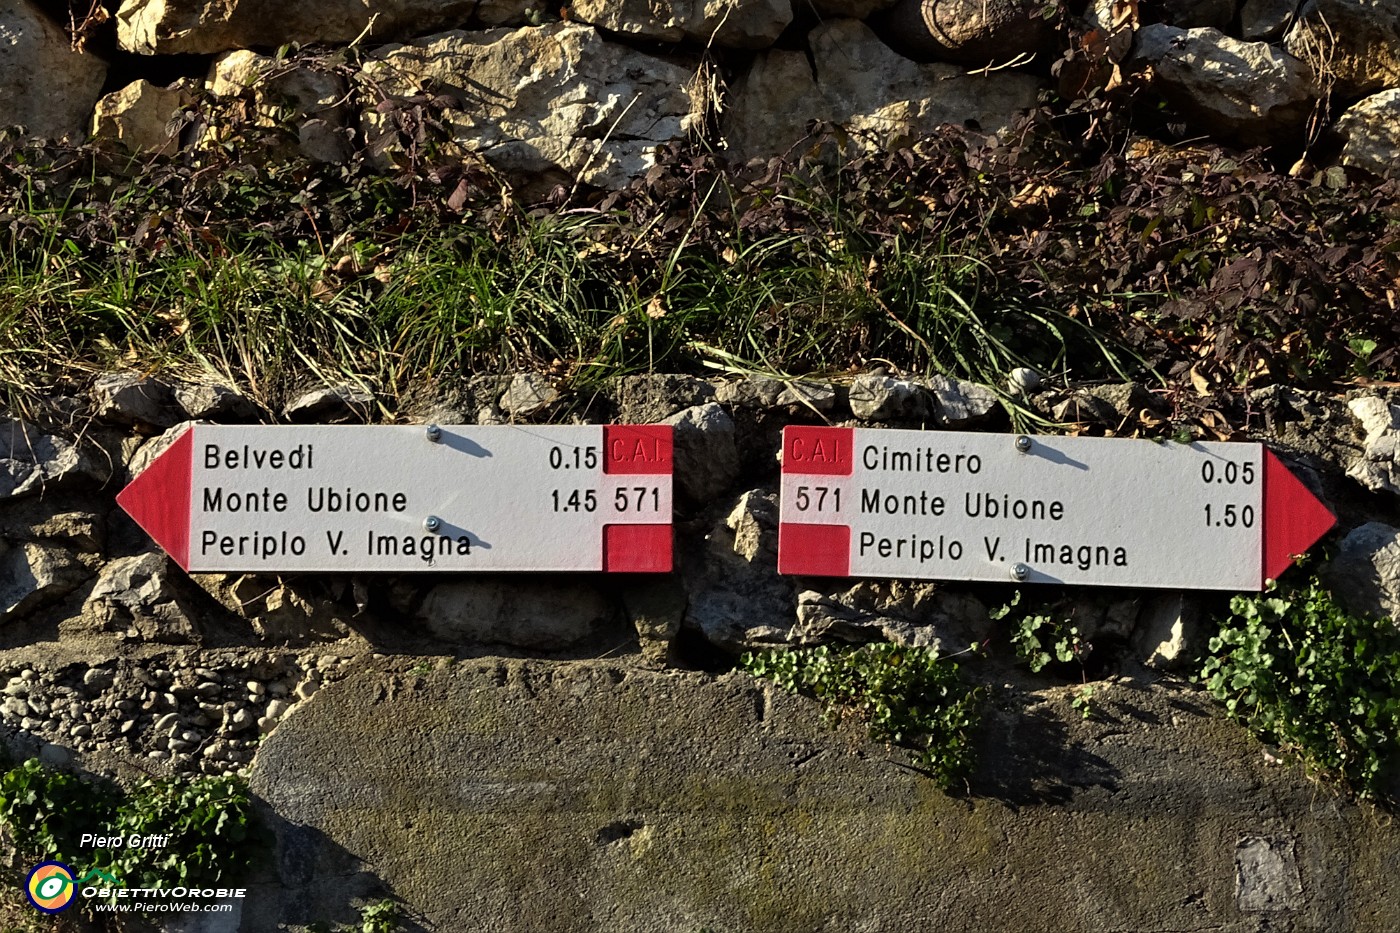 Belvedì 0.15 C.A.I.
Monte Ubione 1.45 571
Periplo V. Imagna
C.A.I. Cimitero 0.05
571 Monte Ubione 1.50
Periplo V. Imagna
Piero Gritti
ObiettivOrobie
www.PieroWeb.com